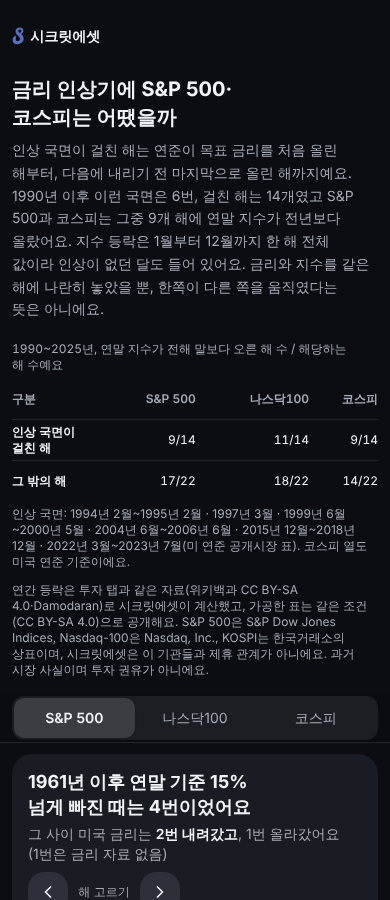 시크릿에셋
금리 인상기에 S&P 500·
코스피는 어땠을까
인상 국면이 걸친 해는 연준이 목표 금리를 처음 올린
해부터, 다음에 내리기 전 마지막으로 올린 해까지예요.
1990년 이후 이런 국면은 6번, 걸친 해는 14개였고 S&P
500과 코스피는 그중 9개 해에 연말 지수가 전년보다
올랐어요. 지수 등락은 1월부터 12월까지 한 해 전체
값이라 인상이 없던 달도 들어 있어요. 금리와 지수를 같은
해에 나란히 놓았을 뿐, 한쪽이 다른 쪽을 움직였다는
뜻은 아니에요.
1990~2025년, 연말 지수가 전해 말보다 오른 해 수 / 해당하는
해 수예요
구분 S&P 500 나스닥100 코스피
인상 국면이
걸친 해 9/14 11/14 9/14
그 밖의 해 17/22 18/22 14/22
인상 국면: 1994년 2월~1995년 2월 · 1997년 3월 · 1999년 6월
~2000년 5월 · 2004년 6월~2006년 6월 · 2015년 12월~2018년
12월 · 2022년 3월~2023년 7월(미 연준 공개시장 표). 코스피 열도
미국 연준 기준이에요.
연간 등락은 투자 탭과 같은 자료(위키백과 CC BY-SA
4.0·Damodaran)로 시크릿에셋이 계산했고, 가공한 표는 같은 조건
(CC BY-SA 4.0)으로 공개해요. S&P 500은 S&P Dow Jones
Indices, Nasdaq-100은 Nasdaq, Inc., KOSPI는 한국거래소의
상표이며, 시크릿에셋은 이 기관들과 제휴 관계가 아니에요. 과거
시장 사실이며 투자 권유가 아니에요.
S&P 500 나스닥100 코스피
1961년 이후 연말 기준 15%
넘게 빠진 때는 4번이었어요
그 사이 미국 금리는 2번 내려갔고, 1번 올라갔어요
(1번은 금리 자료 없음)
해 고르기